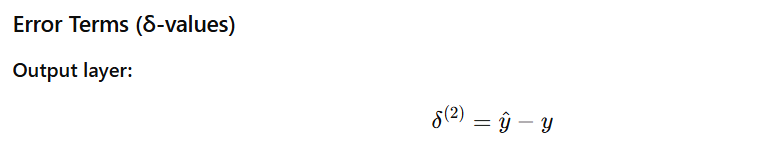 Error Terms (δ-values)
Output layer:
δ⁽²⁾ = ŷ − y